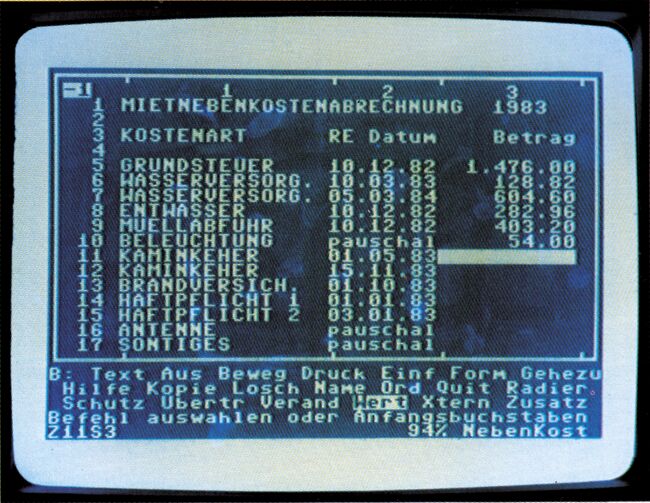 1 2 3
1 MIETNEBENKOSTENABRECHNUNG 1983
2
3 KOSTENART RE Datum Betrag
4
5 GRUNDSTEUER 10.12.82 1.476.00
6 WASSERVERSORG. 10.03.83 128.82
7 WASSERVERSORG. 05.03.84 604.60
8 ENTWASSER 10.12.82 282.96
9 MUELLABFUHR 10.12.82 403.20
10 BELEUCHTUNG pauschal 54.00
11 KAMINKEHER 01.05.83
12 KAMINKEHER 15.11.83
13 BRANDVERSICH. 01.10.83
14 HAFTPFLICHT 1 01.01.83
15 HAFTPFLICHT 2 03.01.83
16 ANTENNE pauschal
17 SONTIGES pauschal
B: Text Aus Beweg Druck Einf Form Gehezu
Hilfe Kopie Losch Name Ord Quit Radier
Schutz Ubertr Verand Wert Xtern Zusatz
Befehl auswahlen oder Anfangsbuchstaben
Z11S3 94% NebenKost